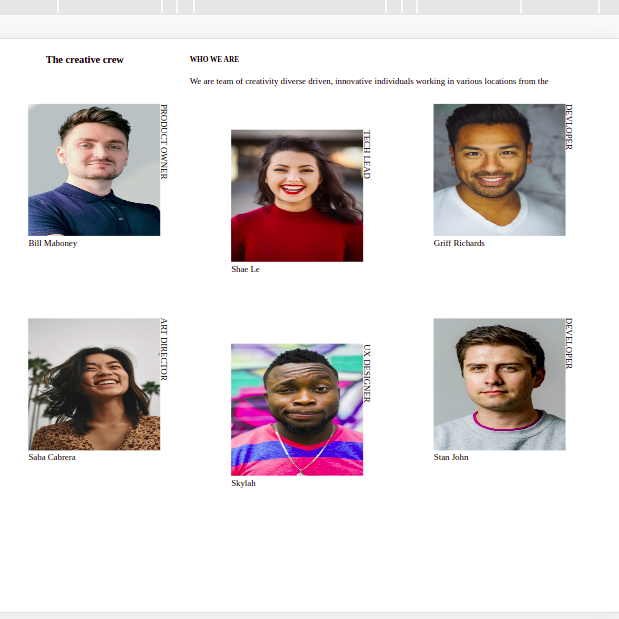 The creative crew
WHO WE ARE
We are team of creativity diverse driven, innovative individuals working in various locations from the
PRODUCT OWNER
Bill Mahoney
TECH LEAD
Shae Le
DEVLOPER
Griff Richards
ART DIRECTOR
Saba Cabrera
UX DESIGNER
Skylah
DEVELOPER
Stan John